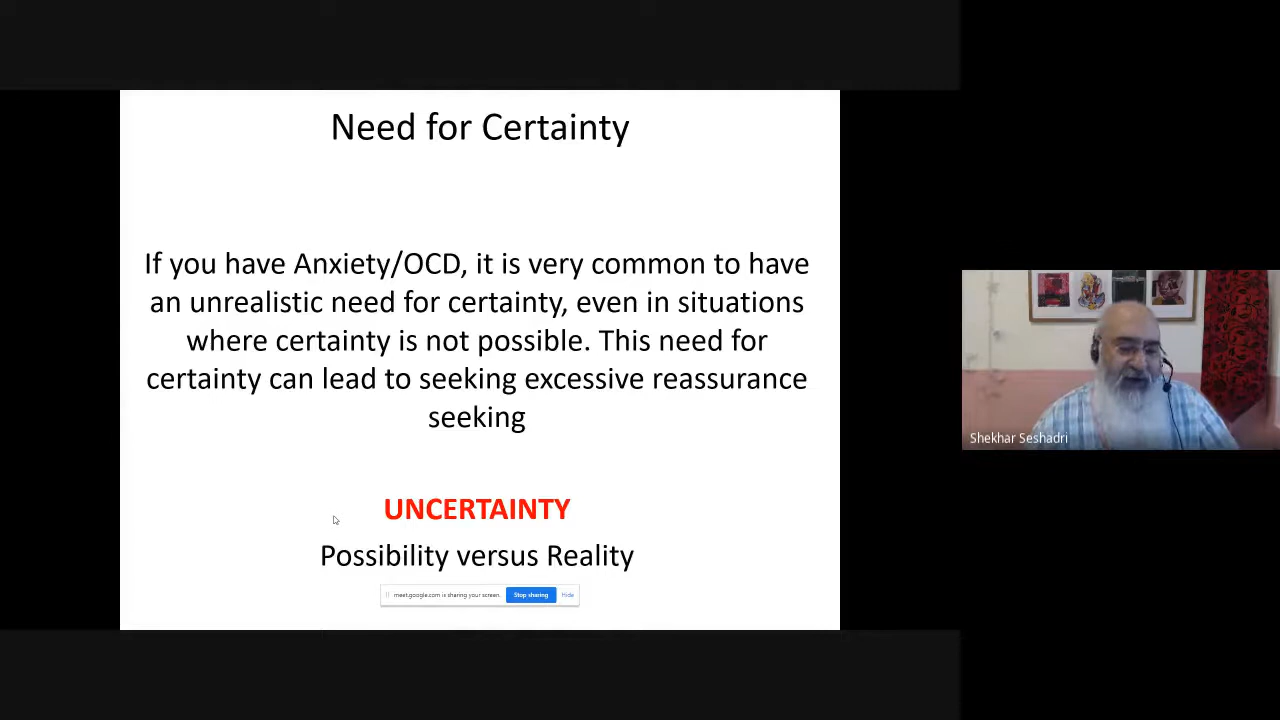 Need for Certainty
If you have Anxiety/OCD, it is very common to have
an unrealistic need for certainty, even in situations
where certainty is not possible. This need for
certainty can lead to seeking excessive reassurance
seeking
UNCERTAINTY
Possibility versus Reality
meet.google.com is sharing your screen.
Stop sharing
Hide
Shekhar Seshadri